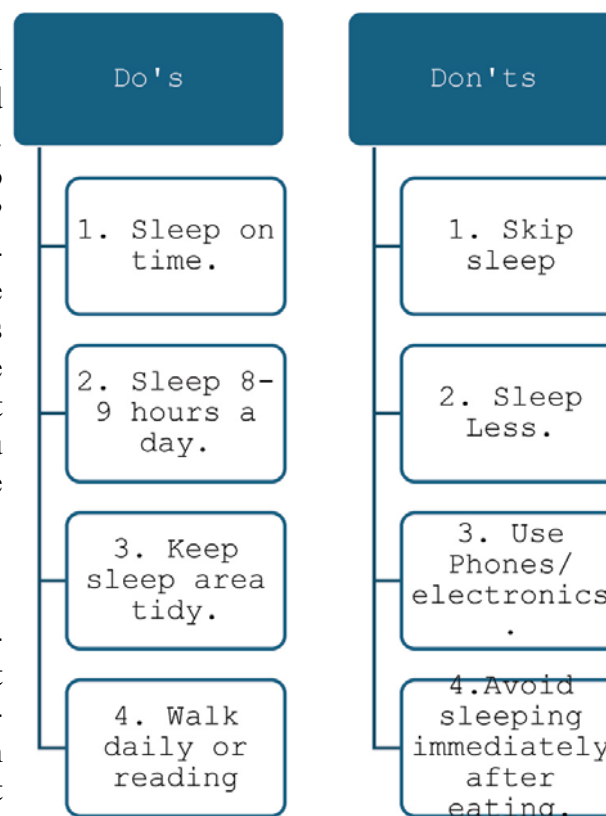 Do's
1. Sleep on
time.
2. Sleep 8-
9 hours a
day.
3. Keep
sleep area
tidy.
4. Walk
daily or
reading
Don'ts
1. Skip
sleep
2. Sleep
Less.
3. Use
Phones/
electronics
.
4.Avoid
sleeping
immediately
after
eating.